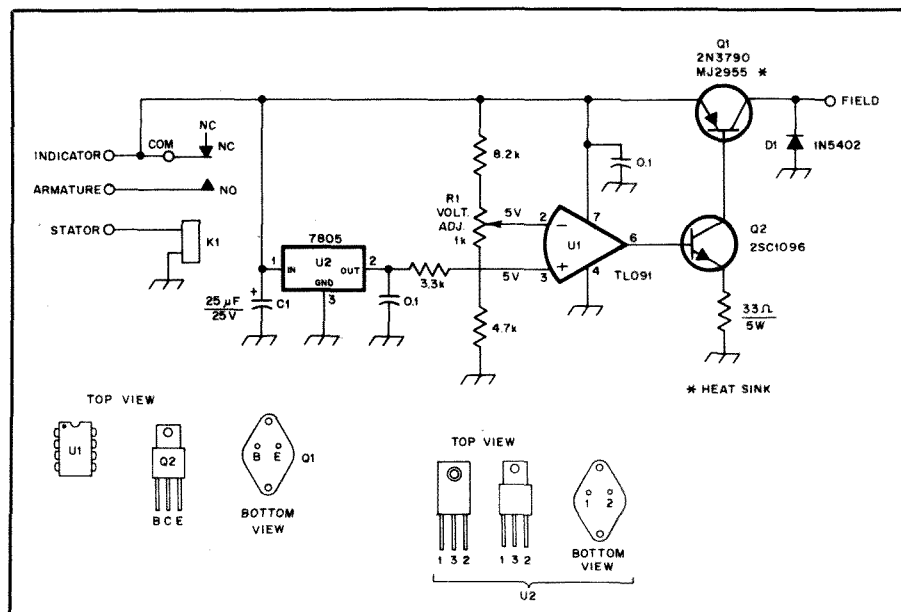 Q1
2N3790
MJ2955 *
FIELD
NC
COM
NC
INDICATOR
8.2k
0.1
D1
1N5402
ARMATURE
NO
R1
VOLT.
ADJ.
1k
5V
2
7
STATOR
K1
7805
U1
6
Q2
2SC1096
1
IN
U2
OUT
2
GND
3
3.3k
5V
3
4
TL091
25µF
25V
C1
0.1
4.7k
33Ω
5W
* HEAT SINK
TOP VIEW
TOP VIEW
U1
Q2
B
E
Q1
B C E
BOTTOM
VIEW
1
2
1 3 2
1 3 2
BOTTOM
VIEW
U2